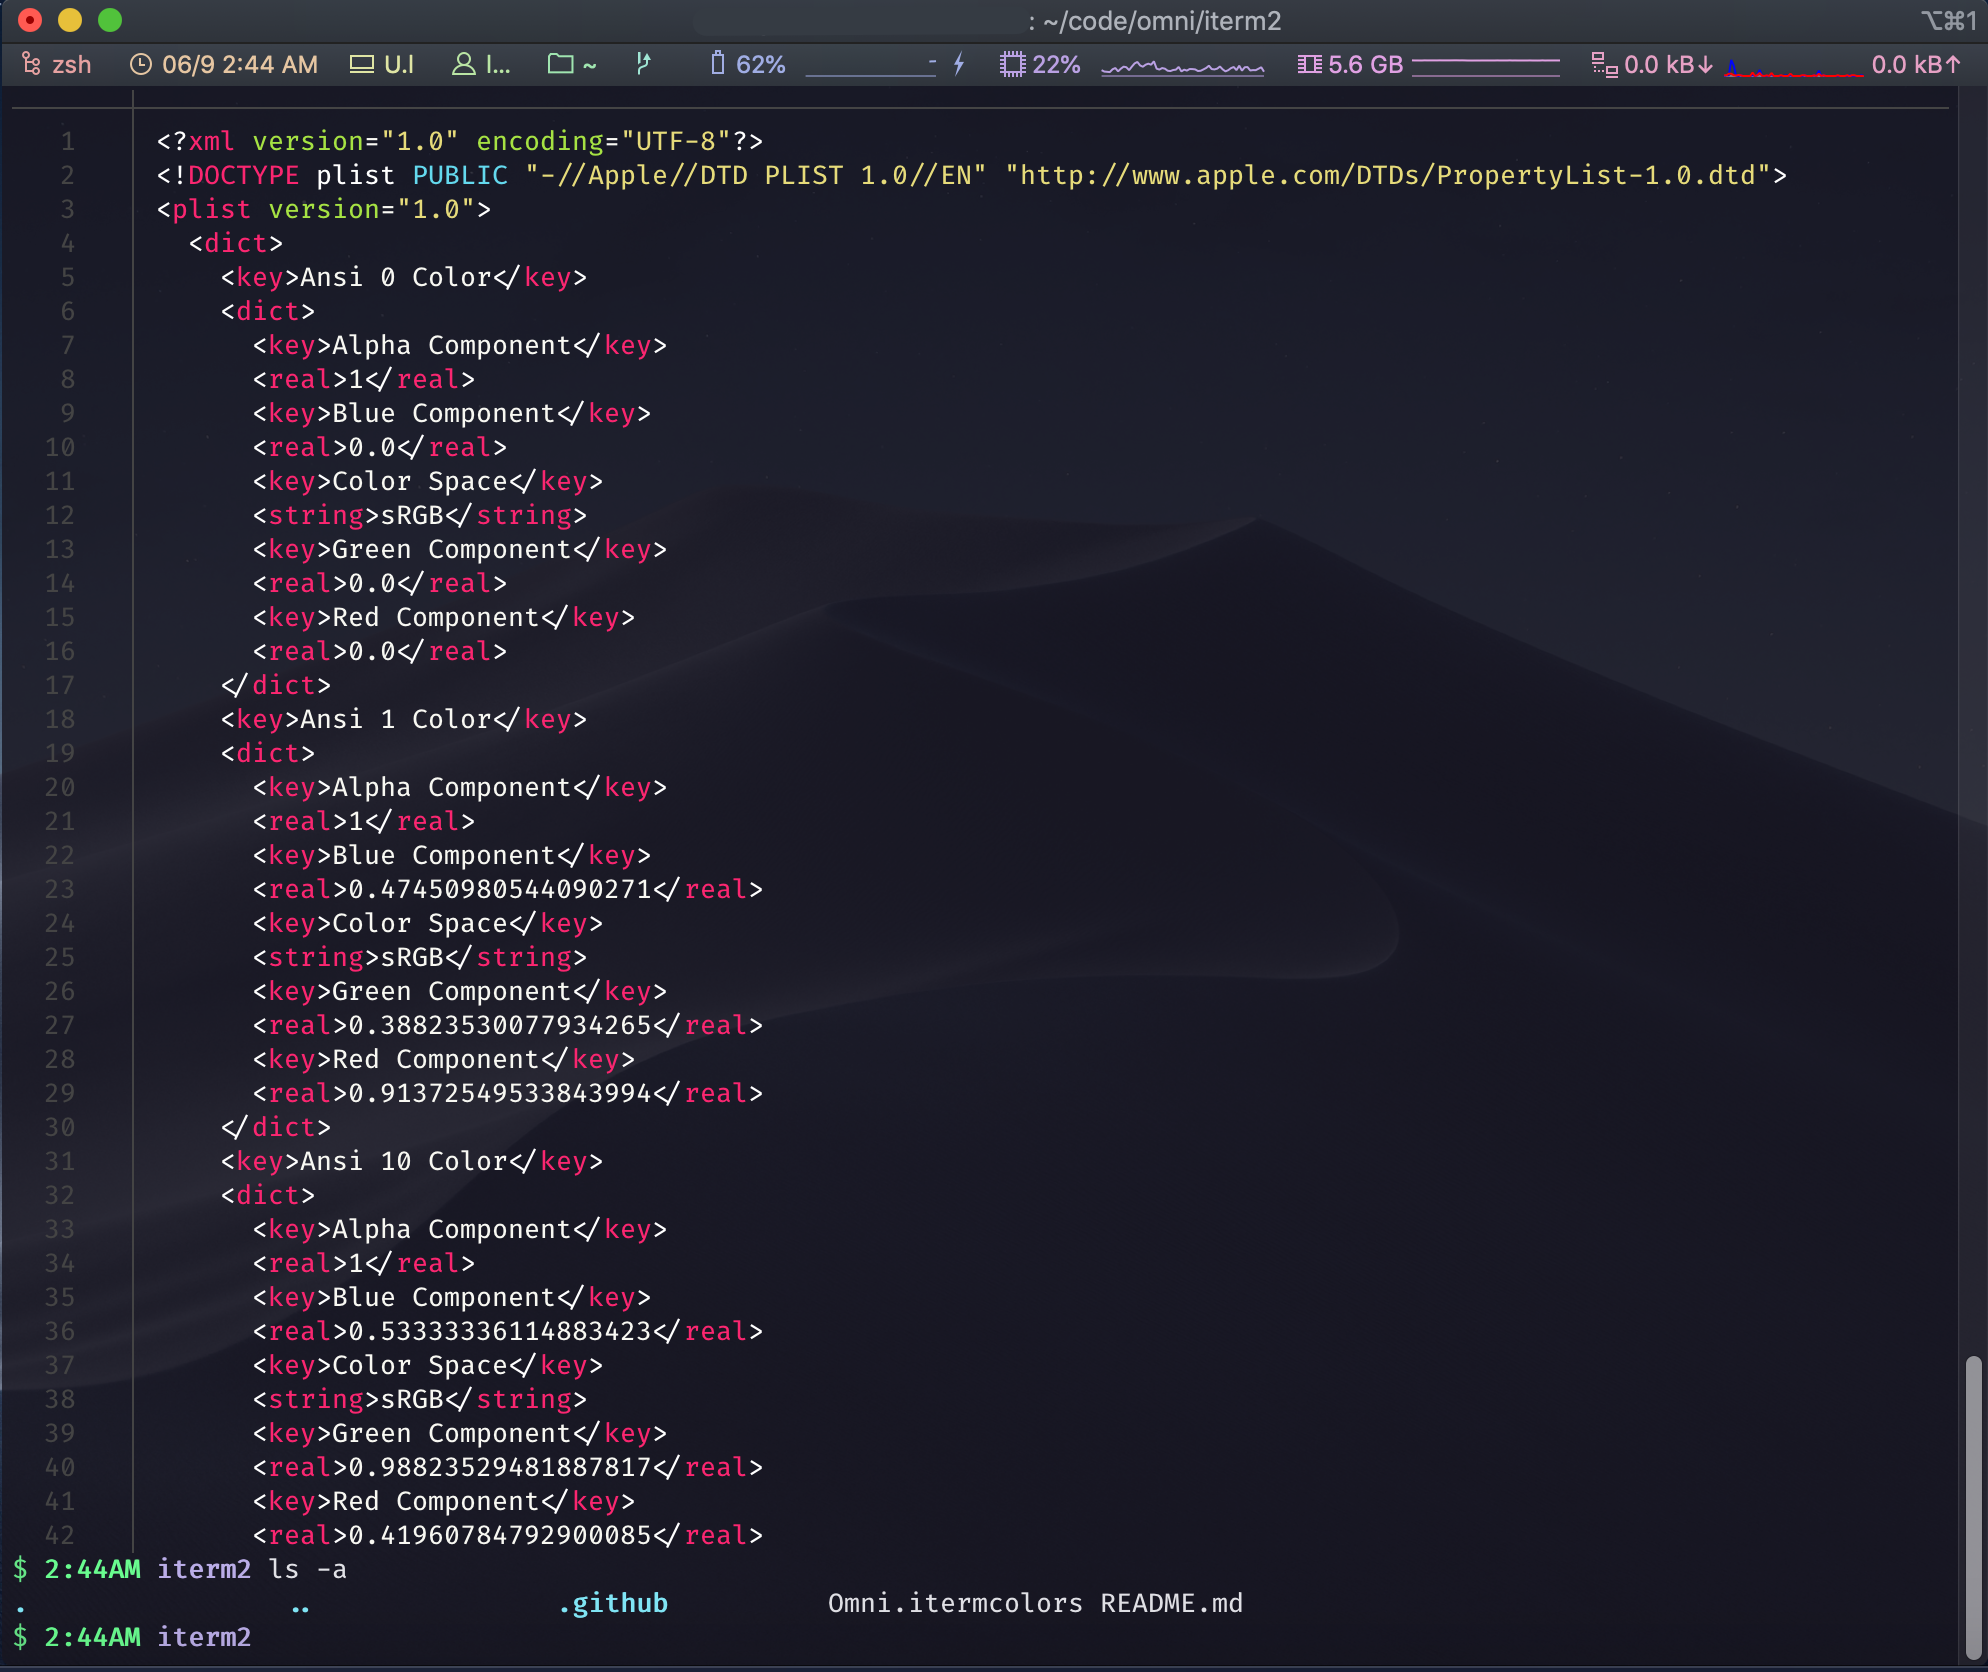 : ~/code/omni/iterm2 ⌥⌘1
zsh 06/9 2:44 AM U.I I... ~ 62% - 22% 5.6 GB 0.0 kB↓ 0.0 kB↑
1 <?xml version="1.0" encoding="UTF-8"?>
2 <!DOCTYPE plist PUBLIC "-//Apple//DTD PLIST 1.0//EN" "http://www.apple.com/DTDs/PropertyList-1.0.dtd">
3 <plist version="1.0">
4 <dict>
5 <key>Ansi 0 Color</key>
6 <dict>
7 <key>Alpha Component</key>
8 <real>1</real>
9 <key>Blue Component</key>
10 <real>0.0</real>
11 <key>Color Space</key>
12 <string>sRGB</string>
13 <key>Green Component</key>
14 <real>0.0</real>
15 <key>Red Component</key>
16 <real>0.0</real>
17 </dict>
18 <key>Ansi 1 Color</key>
19 <dict>
20 <key>Alpha Component</key>
21 <real>1</real>
22 <key>Blue Component</key>
23 <real>0.47450980544090271</real>
24 <key>Color Space</key>
25 <string>sRGB</string>
26 <key>Green Component</key>
27 <real>0.38823530077934265</real>
28 <key>Red Component</key>
29 <real>0.91372549533843994</real>
30 </dict>
31 <key>Ansi 10 Color</key>
32 <dict>
33 <key>Alpha Component</key>
34 <real>1</real>
35 <key>Blue Component</key>
36 <real>0.53333336114883423</real>
37 <key>Color Space</key>
38 <string>sRGB</string>
39 <key>Green Component</key>
40 <real>0.98823529481887817</real>
41 <key>Red Component</key>
42 <real>0.41960784792900085</real>
$ 2:44AM iterm2 ls -a
. .. .github Omni.itermcolors README.md
$ 2:44AM iterm2